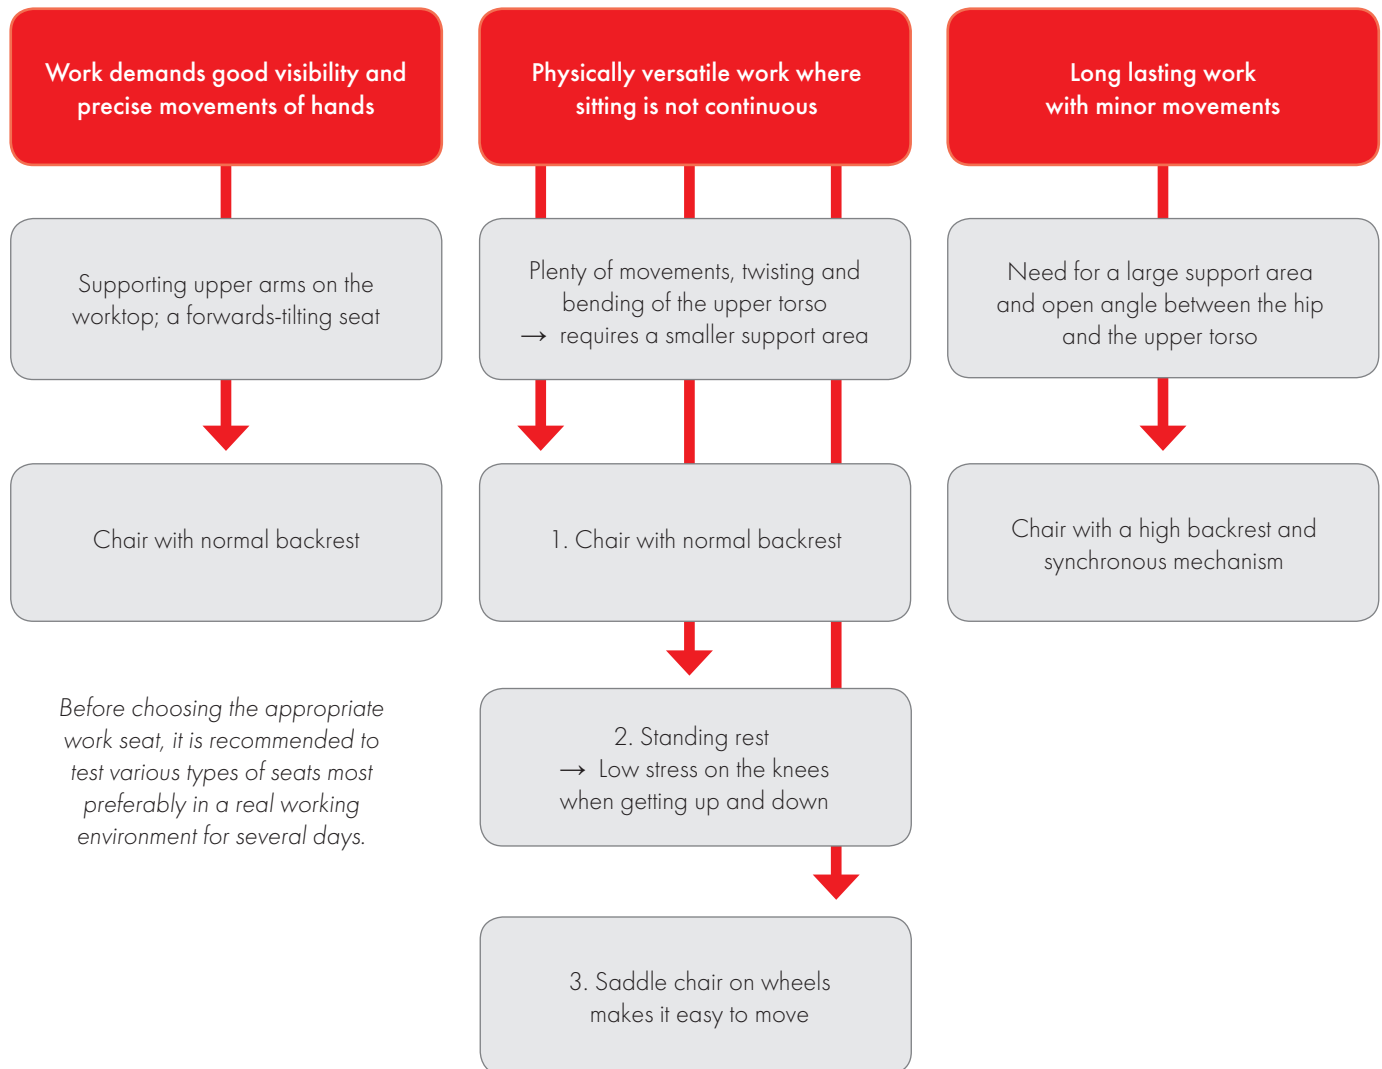 Work demands good visibility and
precise movements of hands
Supporting upper arms on the
worktop; a forwards-tilting seat
Chair with normal backrest
Before choosing the appropriate
work seat, it is recommended to
test various types of seats most
preferably in a real working
environment for several days.
Physically versatile work where
sitting is not continuous
Plenty of movements, twisting and
bending of the upper torso
→ requires a smaller support area
1. Chair with normal backrest
2. Standing rest
→ Low stress on the knees
when getting up and down
3. Saddle chair on wheels
makes it easy to move
Long lasting work
with minor movements
Need for a large support area
and open angle between the hip
and the upper torso
Chair with a high backrest and
synchronous mechanism